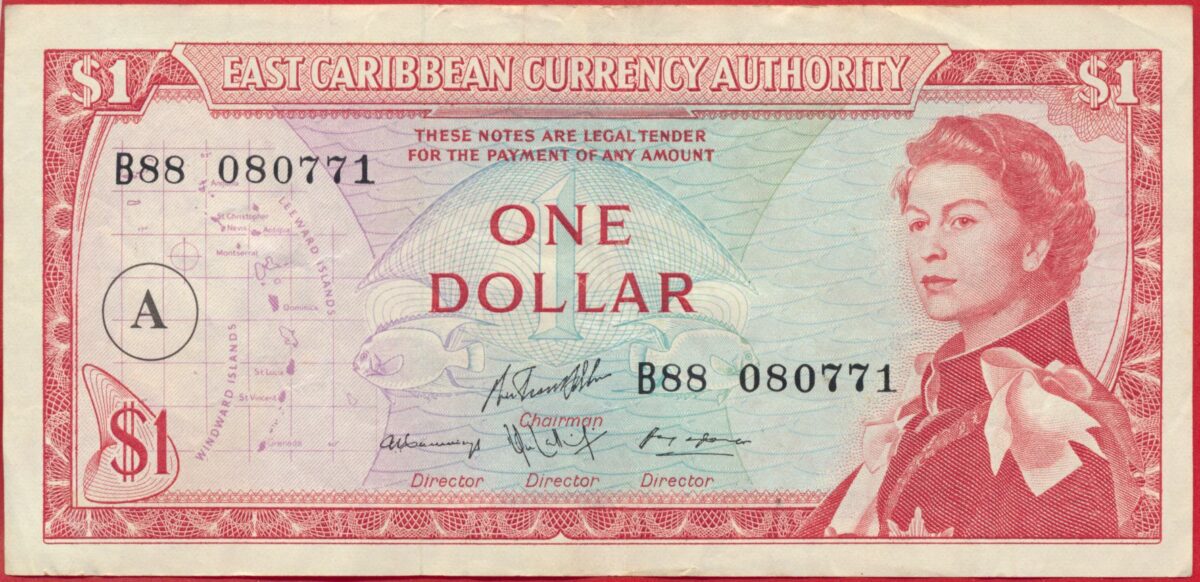 $1
EAST CARIBBEAN CURRENCY AUTHORITY
$1
THESE NOTES ARE LEGAL TENDER
FOR THE PAYMENT OF ANY AMOUNT
B88 080771
1
ONE
DOLLAR
LEEWARD ISLANDS
Anguilla
St Christopher
Nevis
Antigua
Montserrat
Dominica
St Lucia
St Vincent
Grenada
WINDWARD ISLANDS
A
B88 080771
Chairman
Director
Director
Director
$1